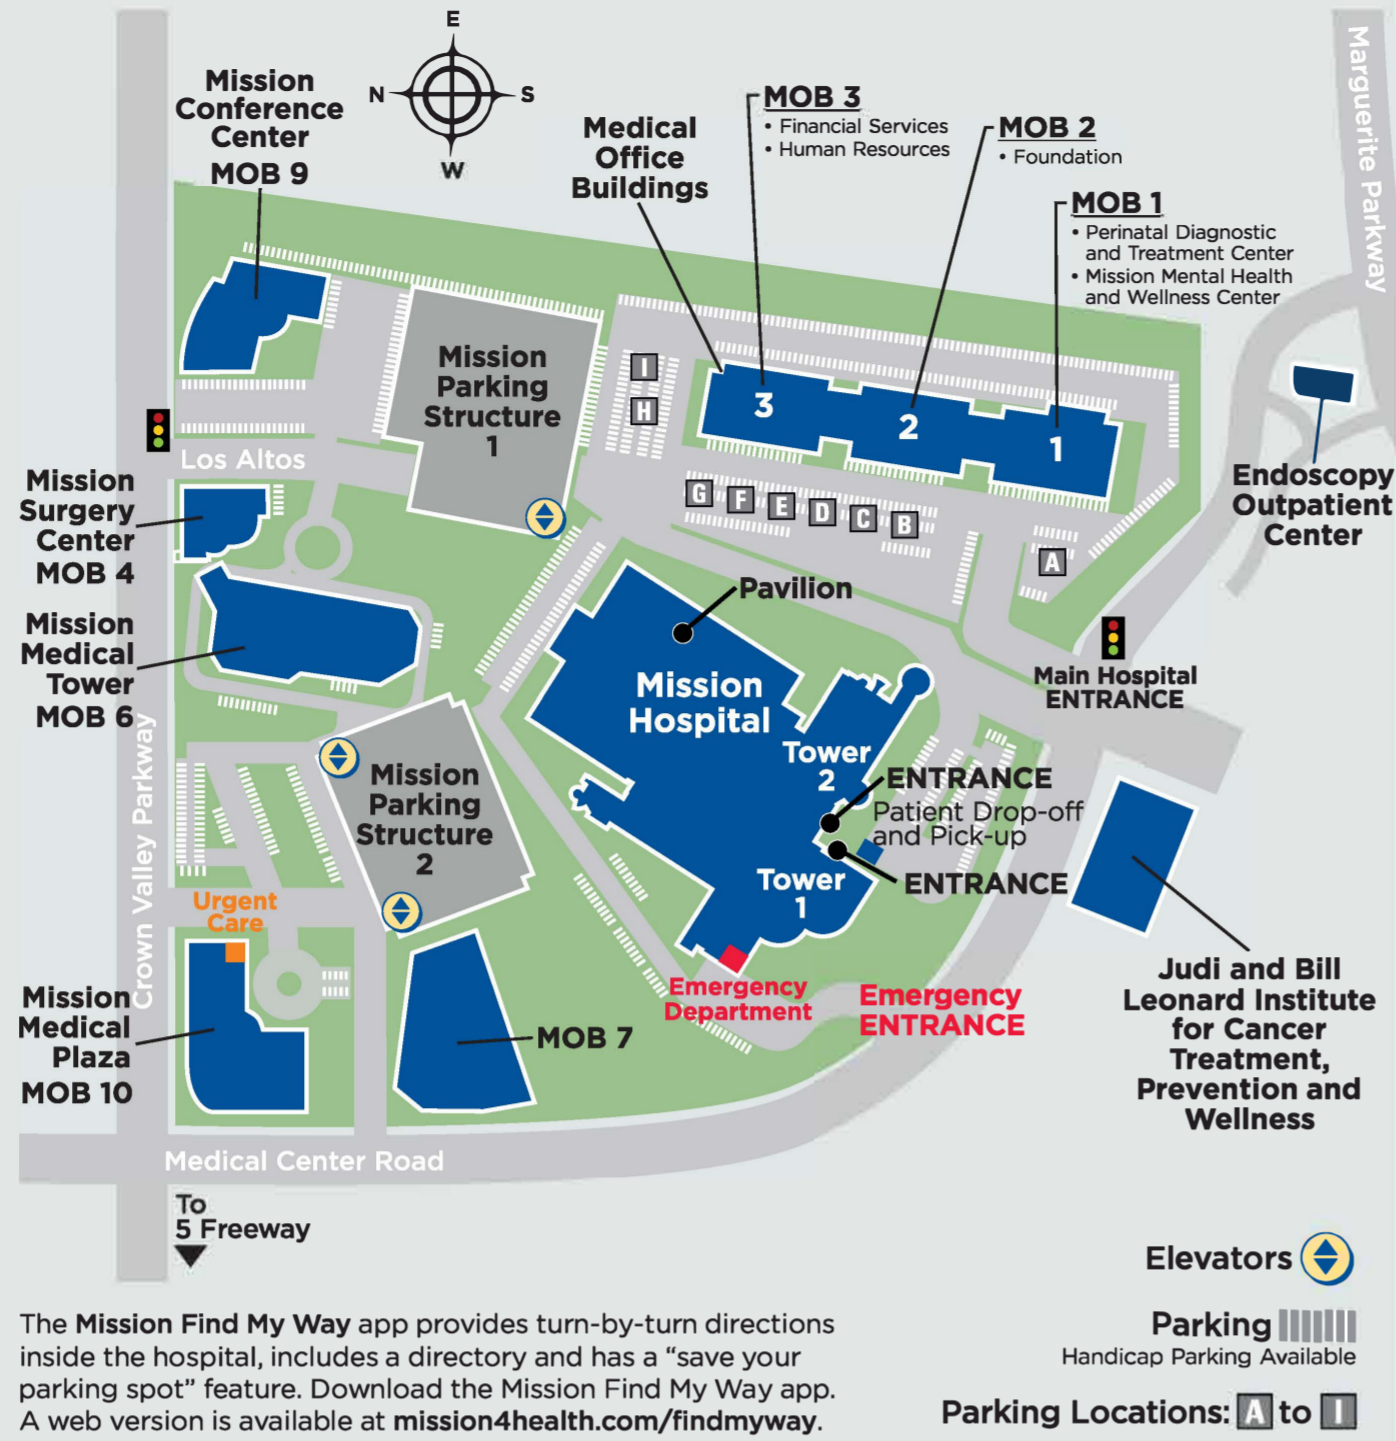 E
N
S
W
Mission
Conference
Center
MOB 9
Medical
Office
Buildings
MOB 3
• Financial Services
• Human Resources
MOB 2
• Foundation
MOB 1
• Perinatal Diagnostic
and Treatment Center
• Mission Mental Health
and Wellness Center
Marguerite Parkway
Mission
Parking
Structure
1
I
H
3
2
1
Los Altos
G
F
E
D
C
B
A
Endoscopy
Outpatient
Center
Mission
Surgery
Center
MOB 4
Mission
Medical
Tower
MOB 6
Pavilion
Mission
Hospital
Main Hospital
ENTRANCE
Tower
2
ENTRANCE
Patient Drop-off
and Pick-up
ENTRANCE
Tower
1
Mission
Parking
Structure
2
Crown Valley Parkway
Urgent
Care
Mission
Medical
Plaza
MOB 10
MOB 7
Emergency
Department
Emergency
ENTRANCE
Judi and Bill
Leonard Institute
for Cancer
Treatment,
Prevention and
Wellness
Medical Center Road
To
5 Freeway
Elevators
Parking
Handicap Parking Available
Parking Locations: A to I
The Mission Find My Way app provides turn-by-turn directions
inside the hospital, includes a directory and has a “save your
parking spot” feature. Download the Mission Find My Way app.
A web version is available at mission4health.com/findmyway.